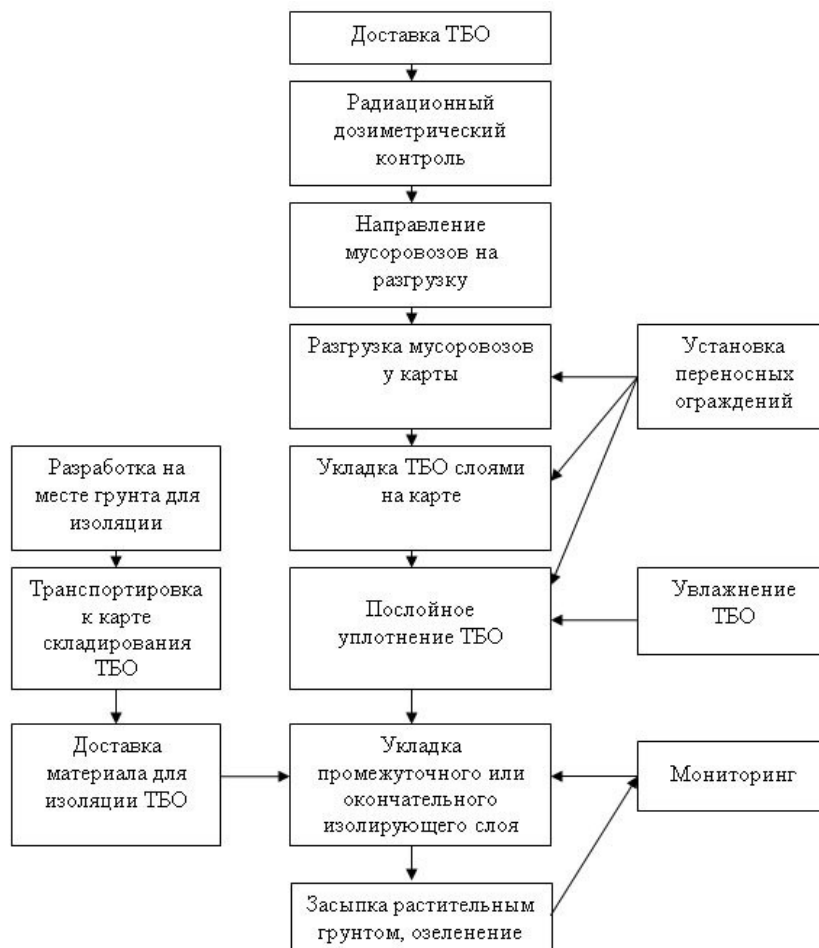 Доставка ТБО
Радиационный
дозиметрический
контроль
Направление
мусоровозов на
разгрузку
Разгрузка мусоровозов
у карты
Установка
переносных
ограждений
Разработка на
месте грунта для
изоляции
Укладка ТБО слоями
на карте
Транспортировка
к карте
складирования
ТБО
Послойное
уплотнение ТБО
Увлажнение
ТБО
Доставка
материала для
изоляции ТБО
Укладка
промежуточного или
окончательного
изолирующего слоя
Мониторинг
Засыпка растительным
грунтом, озеленение